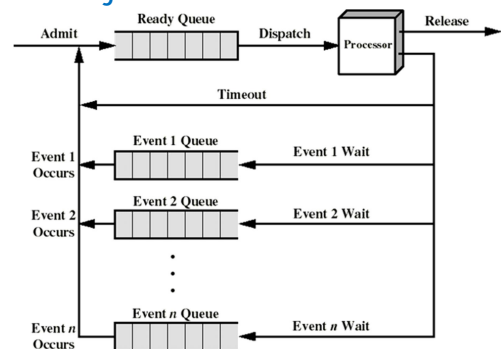 Ready Queue
Admit
Dispatch
Processor
Release
Timeout
Event 1 Queue
Event 1 Wait
Event 1
Occurs
Event 2 Queue
Event 2 Wait
Event 2
Occurs
Event n Queue
Event n Wait
Event n
Occurs